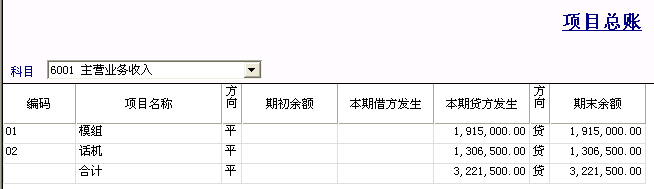 项目总账
科目 6001 主营业务收入
编码 项目名称 方向 期初余额 本期借方发生 本期贷方发生 方向 期末余额
01 模组 平 1,915,000.00 贷 1,915,000.00
02 话机 平 1,306,500.00 贷 1,306,500.00
合计 平 3,221,500.00 贷 3,221,500.00